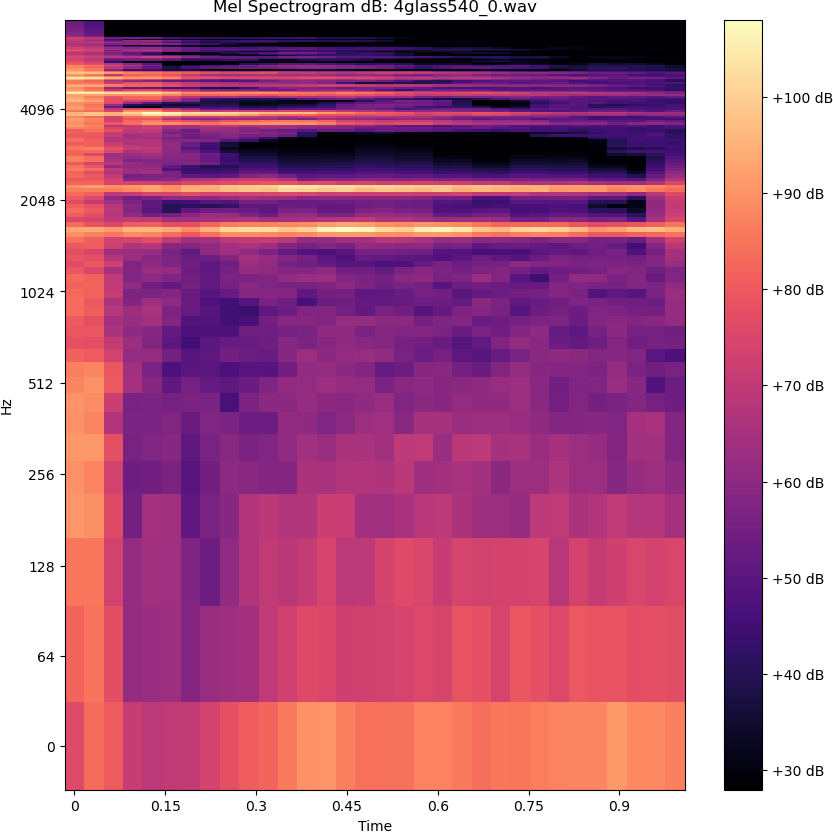 Mel Spectrogram dB: 4glass540_0.wav
Hz
4096
2048
1024
512
256
128
64
0
0 0.15 0.3 0.45 0.6 0.75 0.9
Time
+100 dB
+90 dB
+80 dB
+70 dB
+60 dB
+50 dB
+40 dB
+30 dB